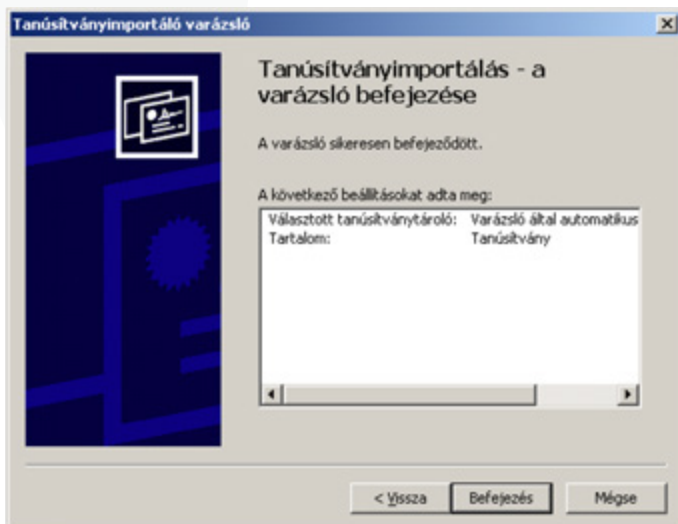 Tanúsítványimportáló varázsló
Tanúsítványimportálás - a
varázsló befejezése
A varázsló sikeresen befejeződött.
A következő beállításokat adta meg:
Választott tanúsítványtároló: Varázsló által automatikus
Tartalom: Tanúsítvány
< Vissza Befejezés Mégse